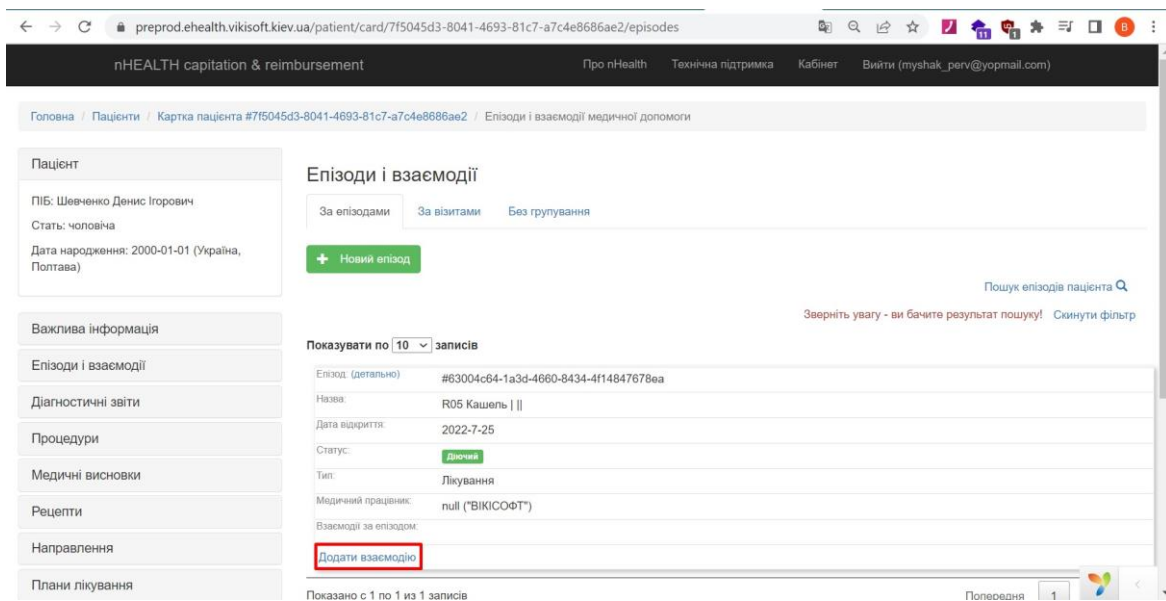 preprod.ehealth.vikisoft.kiev.ua/patient/card/7f5045d3-8041-4693-81c7-a7c4e8686ae2/episodes
11
1
B
nHEALTH capitation & reimbursement
Про nHealth
Технічна підтримка
Кабінет
Вийти (myshak_perv@yopmail.com)
Головна / Пацієнти / Картка пацієнта #7f5045d3-8041-4693-81c7-a7c4e8686ae2 / Епізоди і взаємодії медичної допомоги
Пацієнт
ПІБ: Шевченко Денис Ігорович
Стать: чоловіча
Дата народження: 2000-01-01 (Україна,
Полтава)
Важлива інформація
Епізоди і взаємодії
Діагностичні звіти
Процедури
Медичні висновки
Рецепти
Направлення
Плани лікування
Епізоди і взаємодії
За епізодами
За візитами
Без групування
+ Новий епізод
Пошук епізодів пацієнта
Зверніть увагу - ви бачите результат пошуку! Скинути фільтр
Показувати по 10 записів
Епізод: (детально) #63004c64-1a3d-4660-8434-4f14847678ea
Назва: R05 Кашель | ||
Дата відкриття: 2022-7-25
Статус: Діючий
Тип: Лікування
Медичний працівник: null ("ВІКІСОФТ")
Взаємодії за епізодом:
Додати взаємодію
Показано с 1 по 1 из 1 записів
Попередня 1